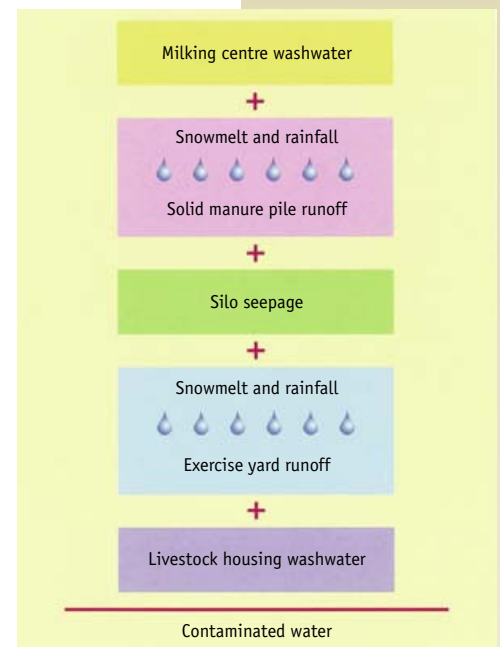 Milking centre washwater
+
Snowmelt and rainfall
Solid manure pile runoff
+
Silo seepage
+
Snowmelt and rainfall
Exercise yard runoff
+
Livestock housing washwater
Contaminated water